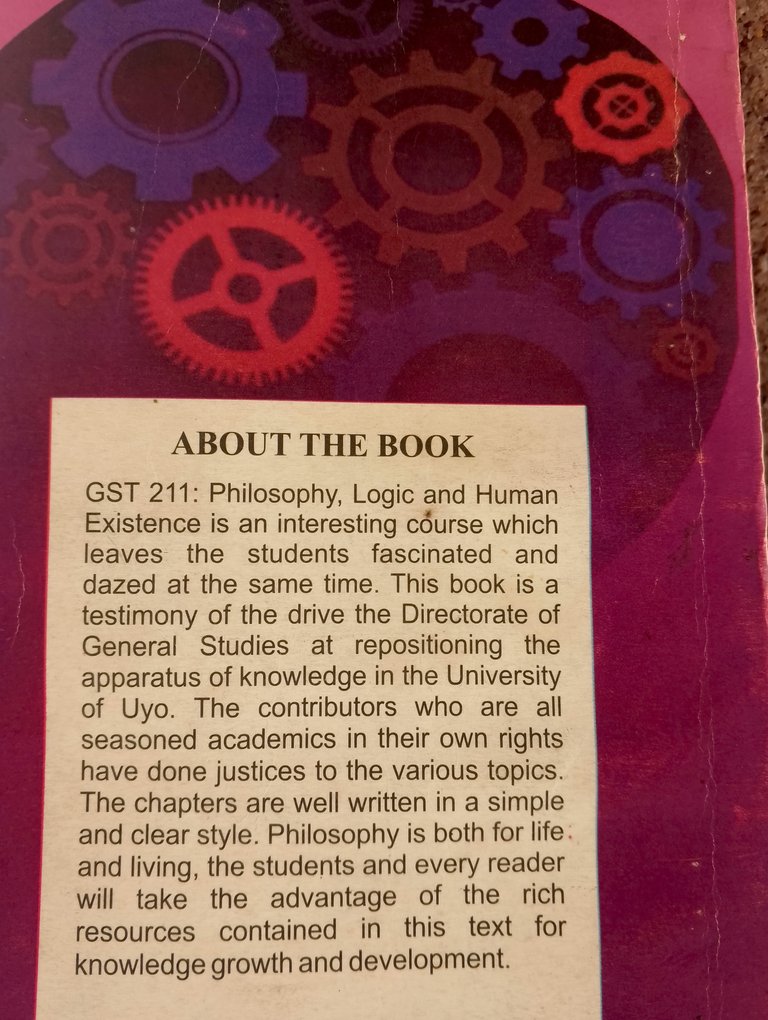 ABOUT THE BOOK
GST 211: Philosophy, Logic and Human
Existence is an interesting course which
leaves the students fascinated and
dazed at the same time. This book is a
testimony of the drive the Directorate of
General Studies at repositioning the
apparatus of knowledge in the University
of Uyo. The contributors who are all
seasoned academics in their own rights
have done justices to the various topics.
The chapters are well written in a simple
and clear style. Philosophy is both for life
and living, the students and every reader
will take the advantage of the rich
resources contained in this text for
knowledge growth and development.